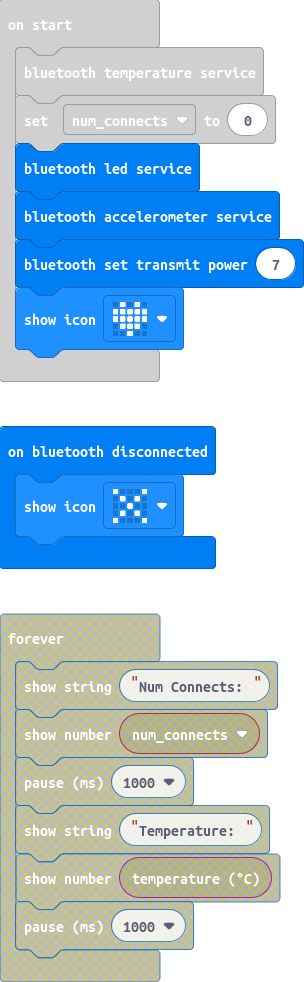 on start
bluetooth temperature service
set num_connects to 0
bluetooth led service
bluetooth accelerometer service
bluetooth set transmit power 7
show icon
on bluetooth disconnected
show icon
forever
show string "Num Connects: "
show number num_connects
pause (ms) 1000
show string "Temperature: "
show number temperature (°C)
pause (ms) 1000